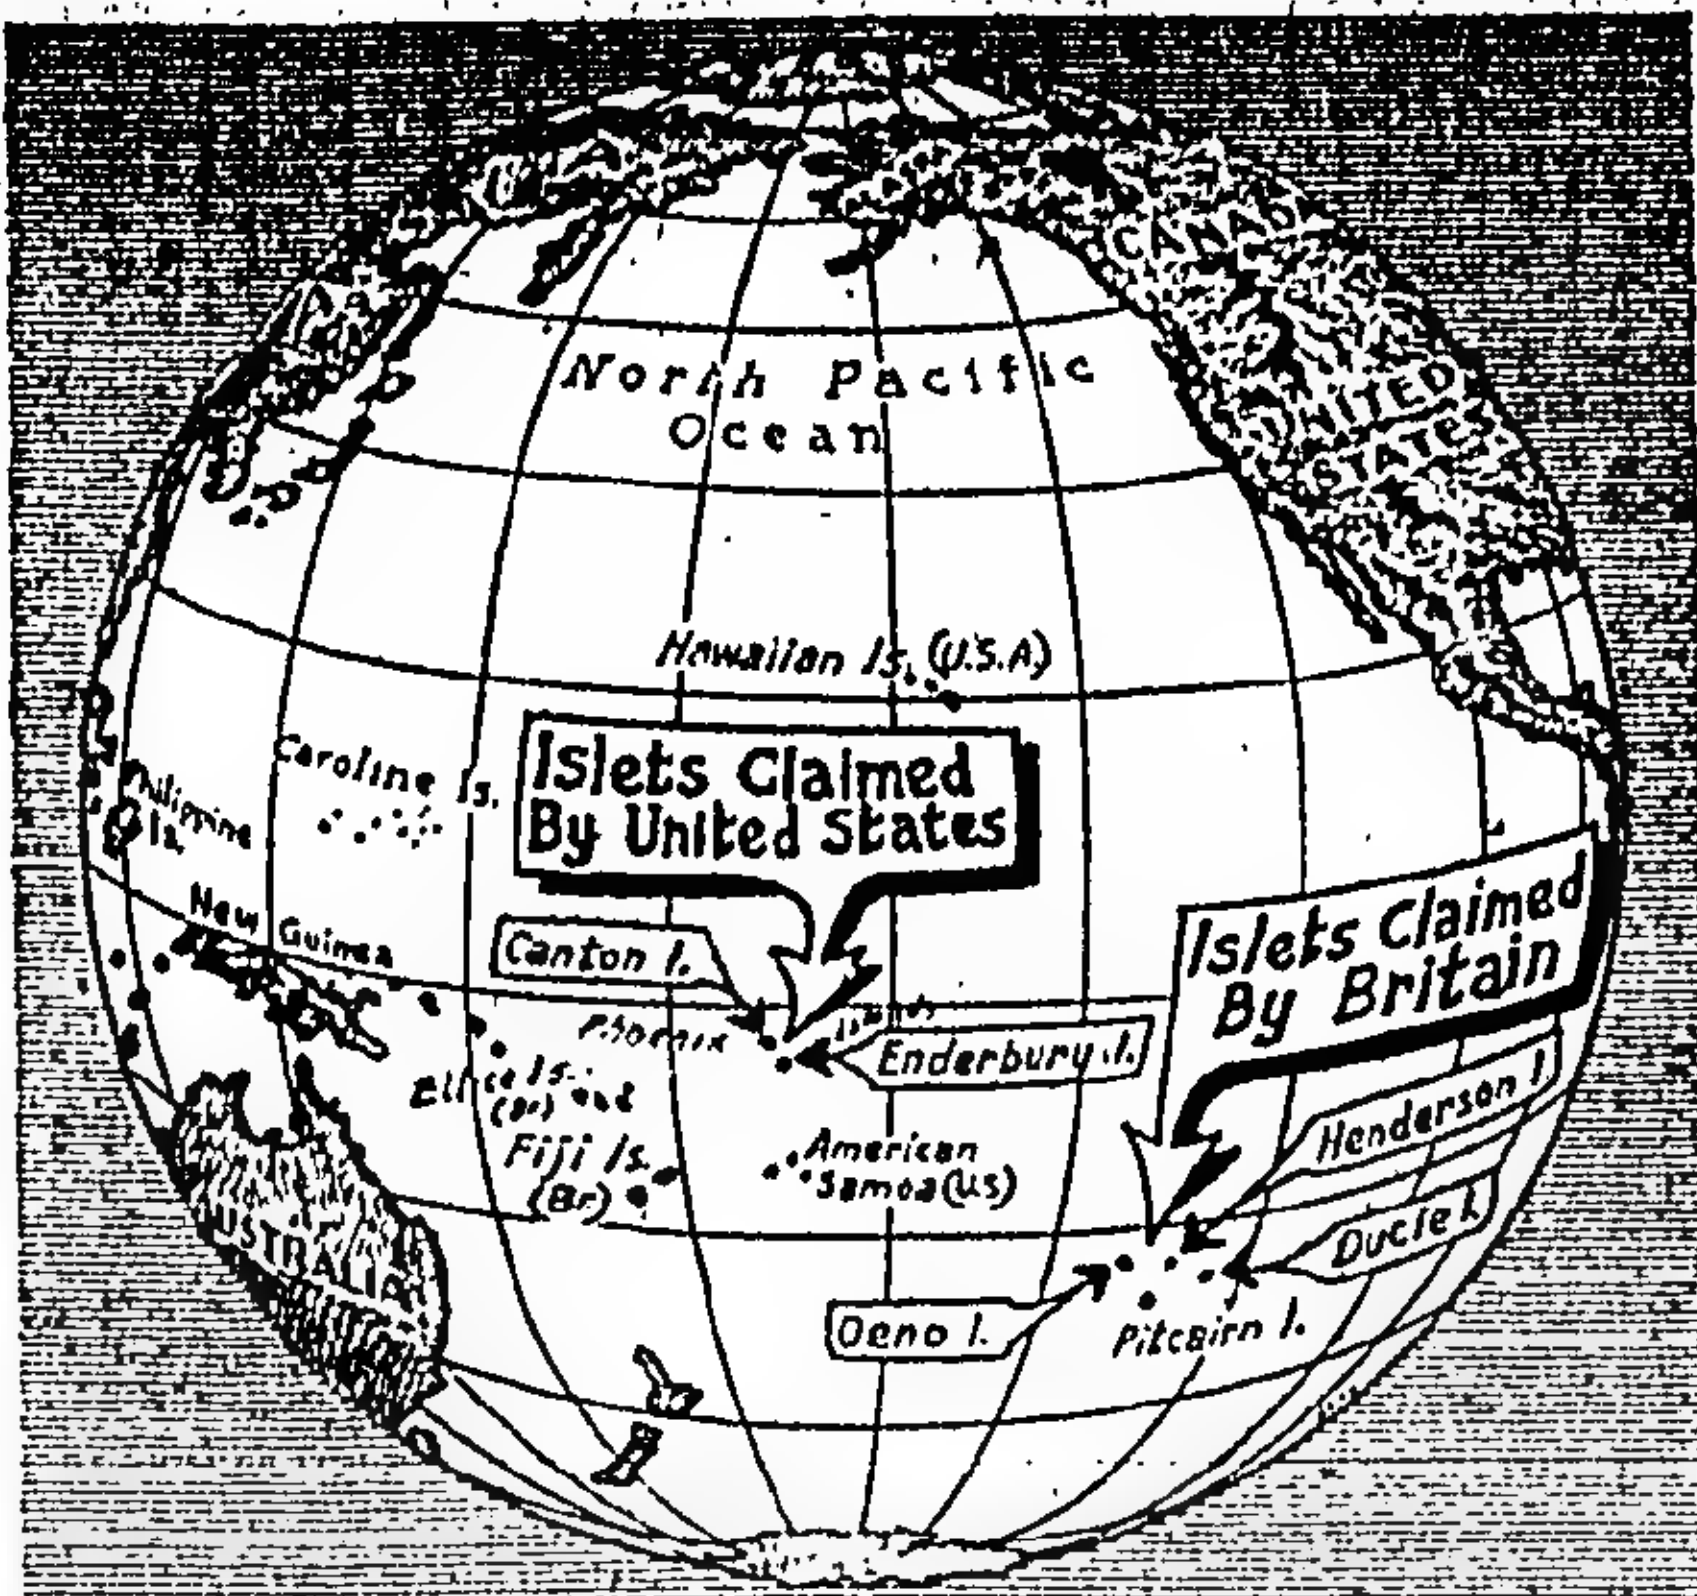 CANADA
UNITED
STATES
North Pacific
Ocean
Hawaiian Is. (U.S.A)
Caroline Is.
Philippine
Is.
Islets Claimed
By United States
New Guinea
Canton I.
Phoenix Islands
Enderbury I.
Islets Claimed
By Britain
Ellice Is.
(Br) and
Fiji Is.
(Br)
American
Samoa (US)
Henderson I.
Ducie I.
AUSTRALIA
Oeno I.
Pitcairn I.